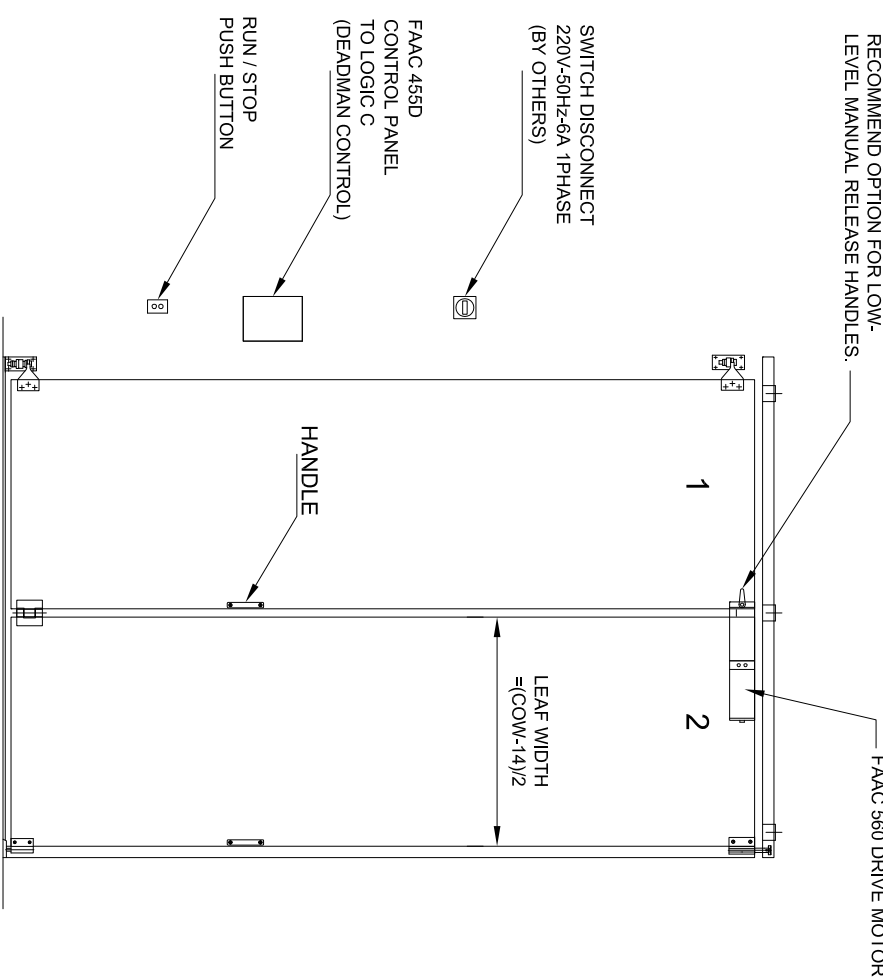 RECOMMEND OPTION FOR LOW-
LEVEL MANUAL RELEASE HANDLES.
FAAC 560 DRIVE MOTOR
SWITCH DISCONNECT
220V-50Hz-6A 1PHASE
(BY OTHERS)
FAAC 455D
CONTROL PANEL
TO LOGIC C
(DEADMAN CONTROL)
RUN / STOP
PUSH BUTTON
1
2
HANDLE
LEAF WIDTH
=(COW-14)/2